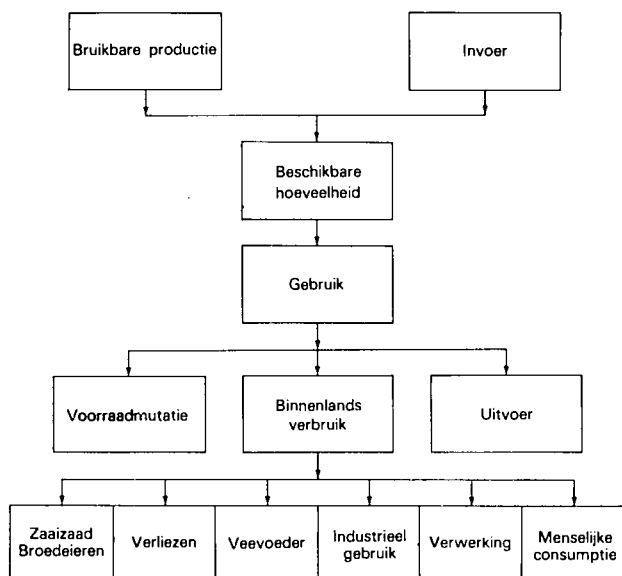 Bruikbare productie
Invoer
Beschikbare
hoeveelheid
Gebruik
Voorraadmutatie
Binnenlands
verbruik
Uitvoer
Zaaizaad
Broedeieren
Verliezen
Veevoeder
Industrieel
gebruik
Verwerking
Menselijke
consumptie